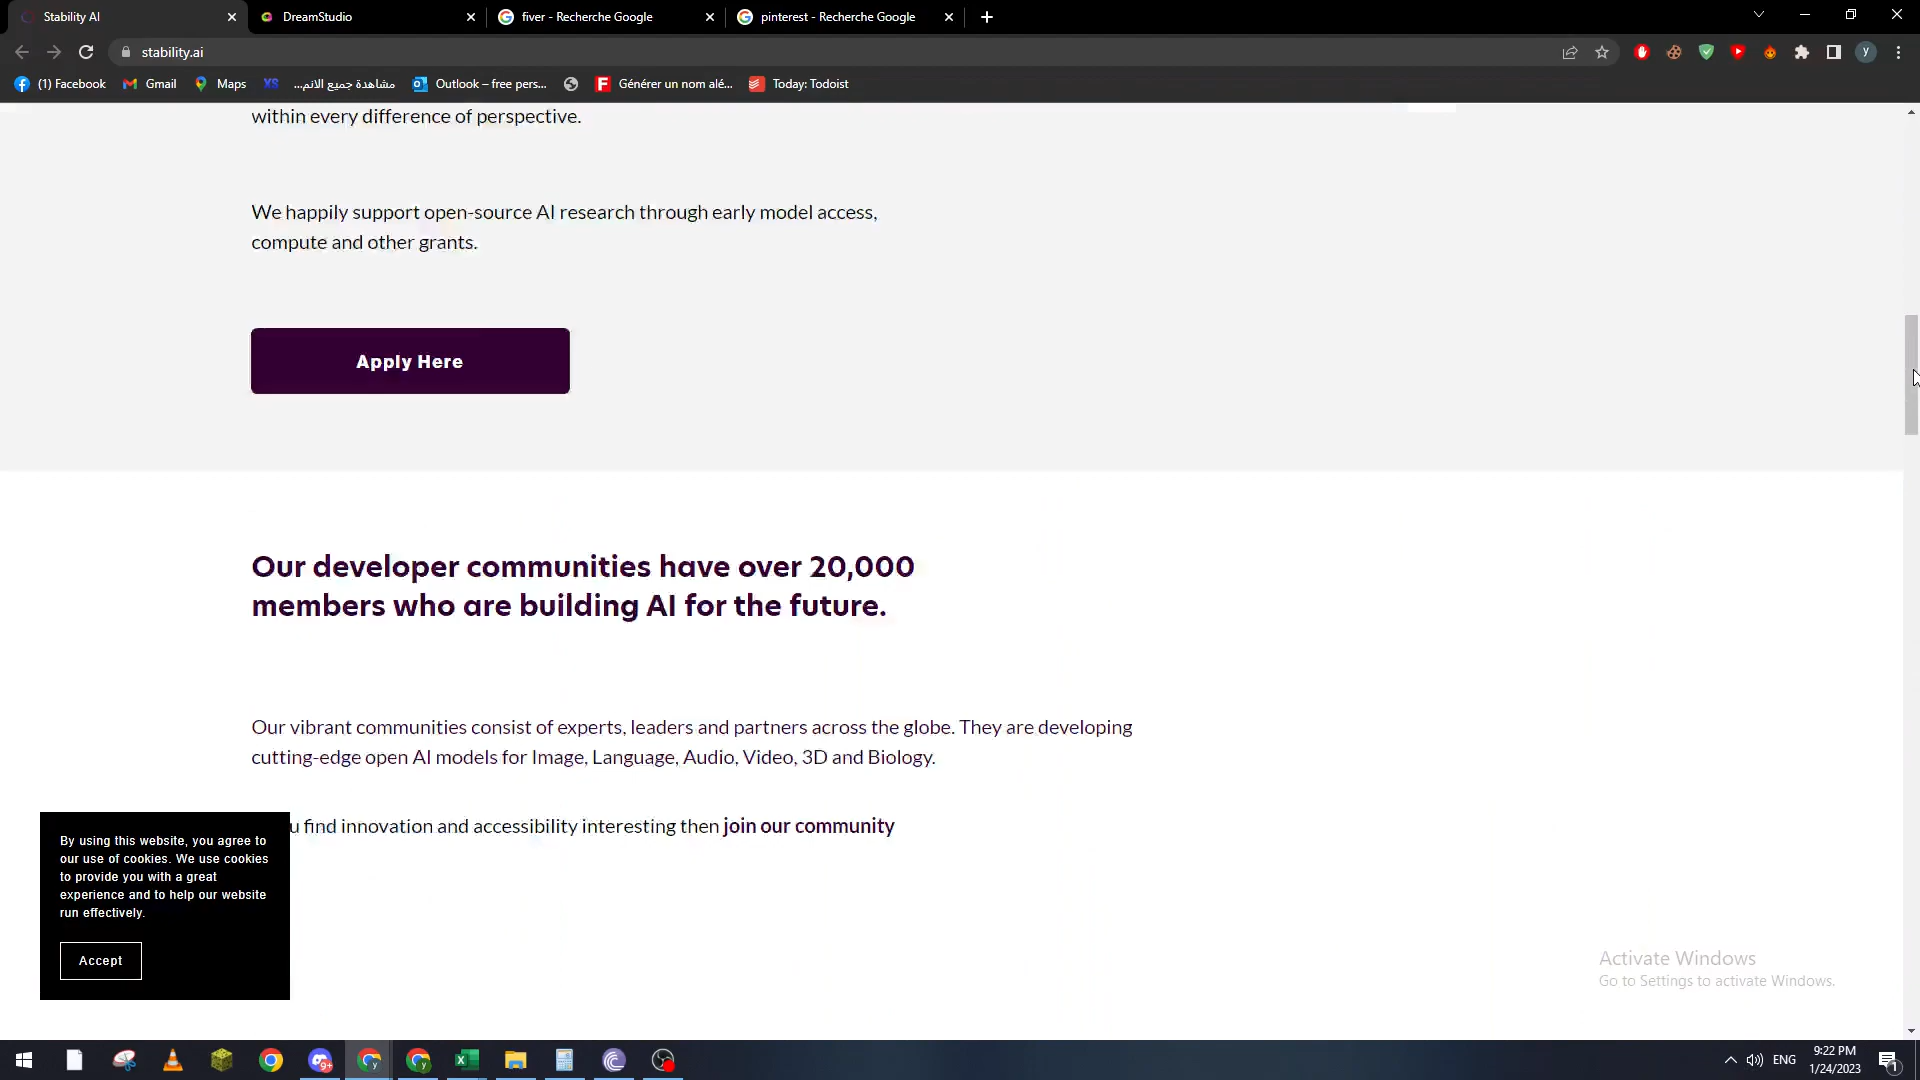 Stability AI
DreamStudio
fiver - Recherche Google
pinterest - Recherche Google
stability.ai
y
(1) Facebook
Gmail
Maps
XS
مشاهدة جميع الانم...
Outlook – free pers...
F
Générer un nom alé...
Today: Todoist
within every difference of perspective.
We happily support open-source AI research through early model access,
compute and other grants.
Apply Here
Our developer communities have over 20,000
members who are building AI for the future.
Our vibrant communities consist of experts, leaders and partners across the globe. They are developing
cutting-edge open AI models for Image, Language, Audio, Video, 3D and Biology.
u find innovation and accessibility interesting then join our community
By using this website, you agree to
our use of cookies. We use cookies
to provide you with a great
experience and to help our website
run effectively.
Accept
Activate Windows
Go to Settings to activate Windows.
9+
y
y
ENG
9:22 PM
1/24/2023
1